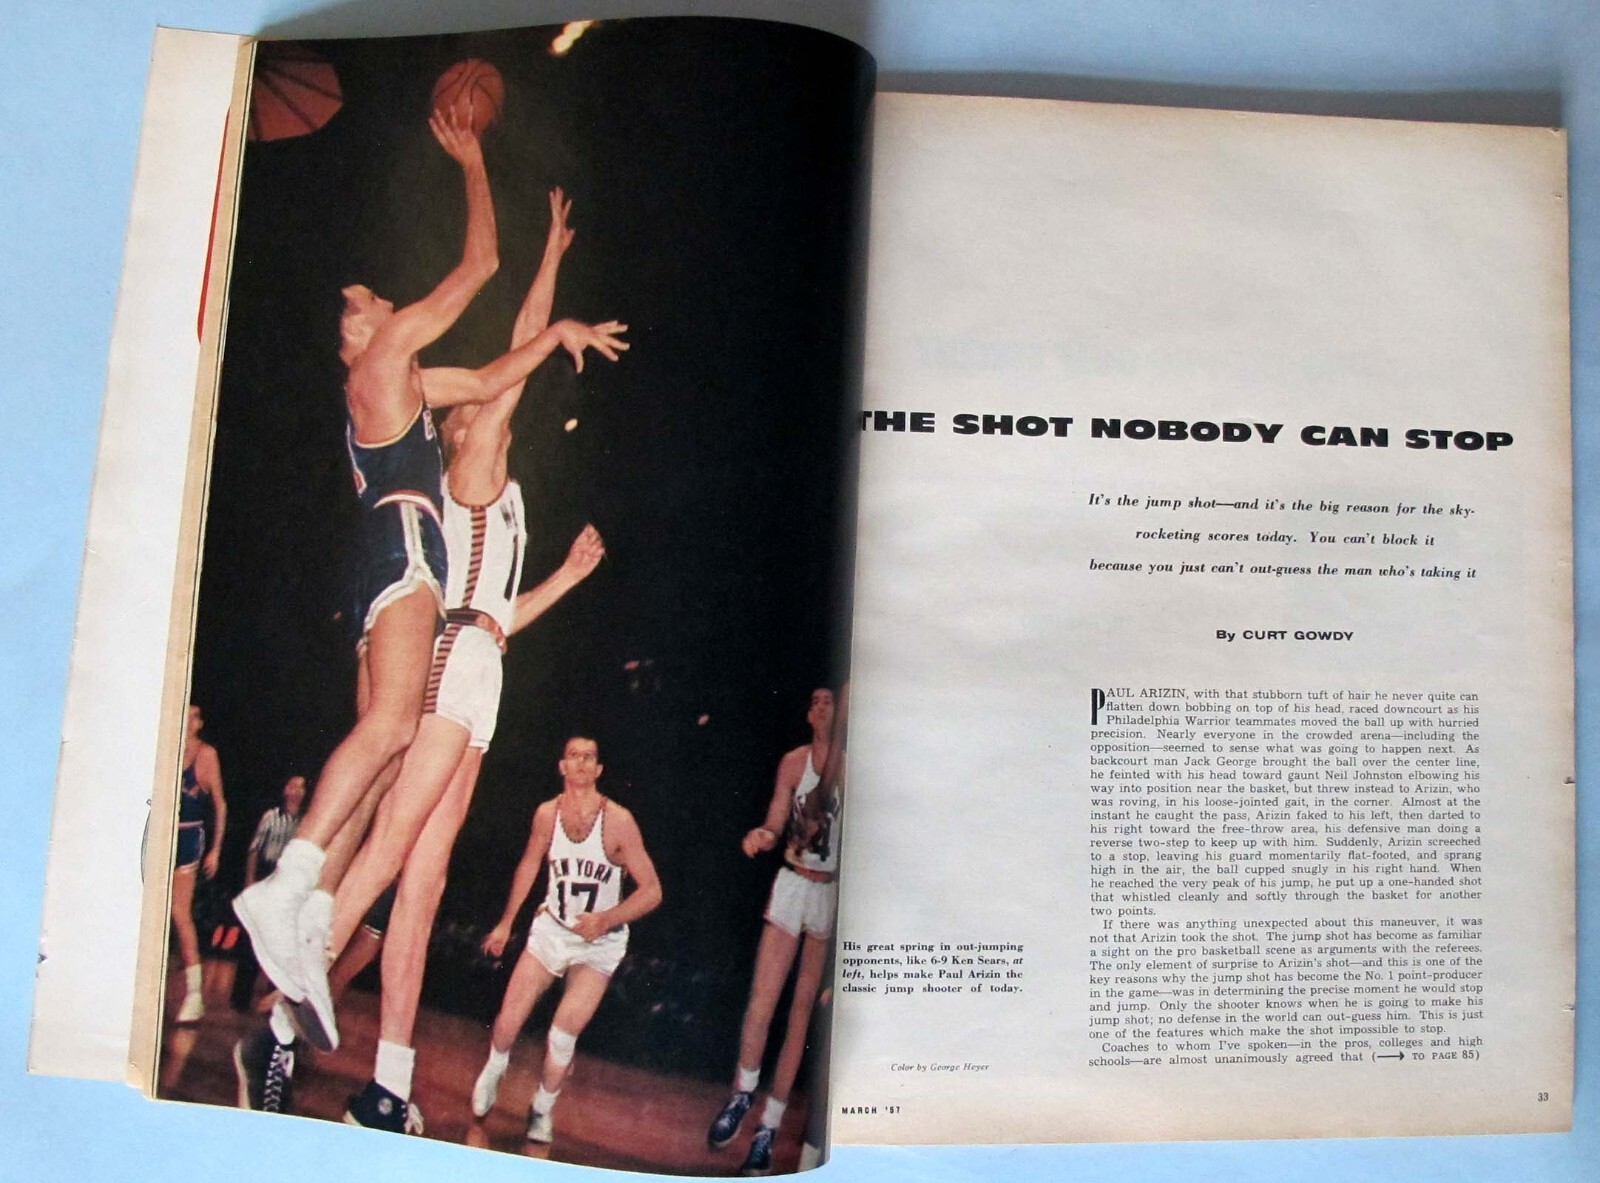 THE SHOT NOBODY CAN STOP
It's the jump shot—and it's the big reason for the sky-
rocketing scores today. You can't block it
because you just can't out-guess the man who's taking it
By CURT GOWDY
PAUL ARIZIN, with that stubborn tuft of hair he never quite can
flatten down bobbing on top of his head, raced downcourt as his
Philadelphia Warrior teammates moved the ball up with hurried
precision. Nearly everyone in the crowded arena—including the
opposition—seemed to sense what was going to happen next. As
backcourt man Jack George brought the ball over the center line,
he feinted with his head toward gaunt Neil Johnston elbowing his
way into position near the basket, but threw instead to Arizin, who
was roving, in his loose-jointed gait, in the corner. Almost at the
instant he caught the pass, Arizin faked to his left, then darted to
his right toward the free-throw area, his defensive man doing a
reverse two-step to keep up with him. Suddenly, Arizin screeched
to a stop, leaving his guard momentarily flat-footed, and sprang
high in the air, the ball cupped snugly in his right hand. When
he reached the very peak of his jump, he put up a one-handed shot
that whistled cleanly and softly through the basket for another
two points.
If there was anything unexpected about this maneuver, it was
not that Arizin took the shot. The jump shot has become as familiar
a sight on the pro basketball scene as arguments with the referees.
The only element of surprise to Arizin's shot—and this is one of the
key reasons why the jump shot has become the No. 1 point-producer
in the game—was in determining the precise moment he would stop
and jump. Only the shooter knows when he is going to make his
jump shot; no defense in the world can out-guess him. This is just
one of the features which make the shot impossible to stop.
Coaches to whom I've spoken—in the pros, colleges and high
schools—are almost unanimously agreed that (→ TO PAGE 85)
His great spring in out-jumping
opponents, like 6-9 Ken Sears, at
left, helps make Paul Arizin the
classic jump shooter of today.
Color by George Heyer
MARCH '57
33
EW YORK
17